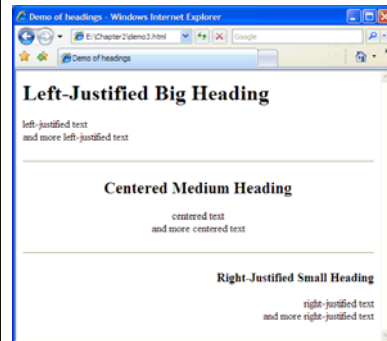 Demo of headings - Windows Internet Explorer
E:\Chapter2\demo3.html
Google
Demo of headings
Left-Justified Big Heading
left-justified text
and more left-justified text
Centered Medium Heading
centered text
and more centered text
Right-Justified Small Heading
right-justified text
and more right-justified text